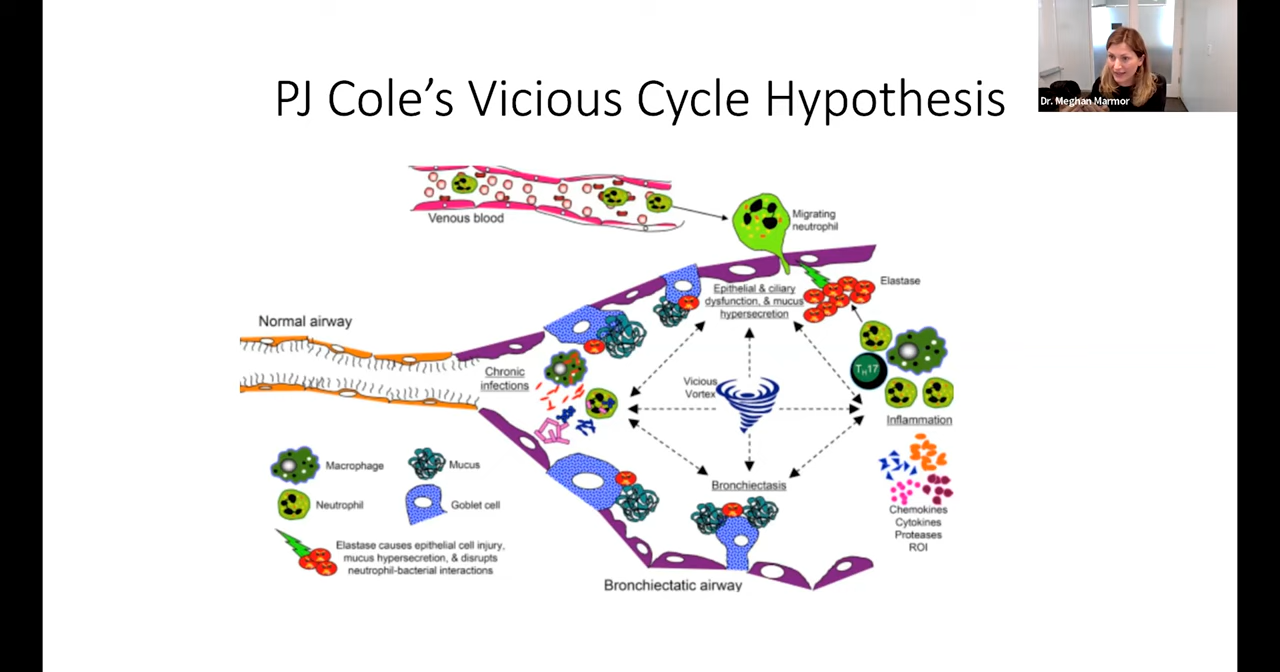 PJ Cole’s Vicious Cycle Hypothesis
Dr. Meghan Marmor
Venous blood
Migrating
neutrophil
Elastase
Epithelial & ciliary
dysfunction, & mucus
hypersecretion
Normal airway
Chronic
infections
Vicious
Vortex
TH17
Inflammation
Macrophage
Mucus
Bronchiectasis
Neutrophil
Goblet cell
Chemokines
Cytokines
Proteases
ROI
Elastase causes epithelial cell injury,
mucus hypersecretion, & disrupts
neutrophil-bacterial interactions
Bronchiectatic airway